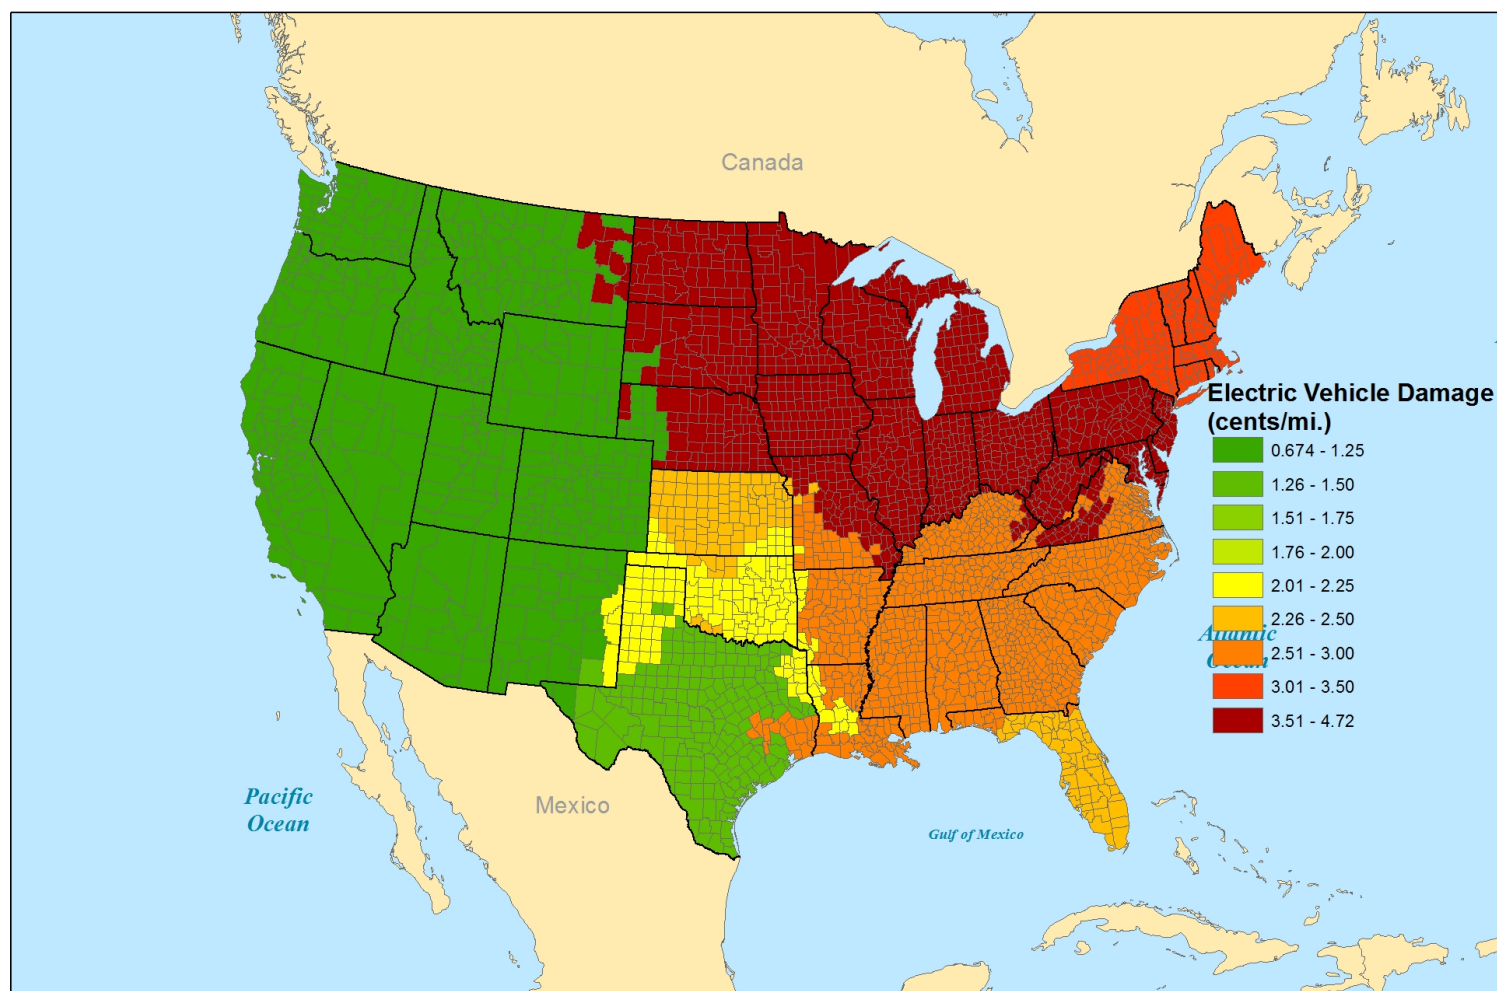 Canada
Electric Vehicle Damage
(cents/mi.)
0.674 - 1.25
1.26 - 1.50
1.51 - 1.75
1.76 - 2.00
2.01 - 2.25
2.26 - 2.50
Atlantic
Ocean
2.51 - 3.00
3.01 - 3.50
3.51 - 4.72
Pacific
Ocean
Mexico
Gulf of Mexico